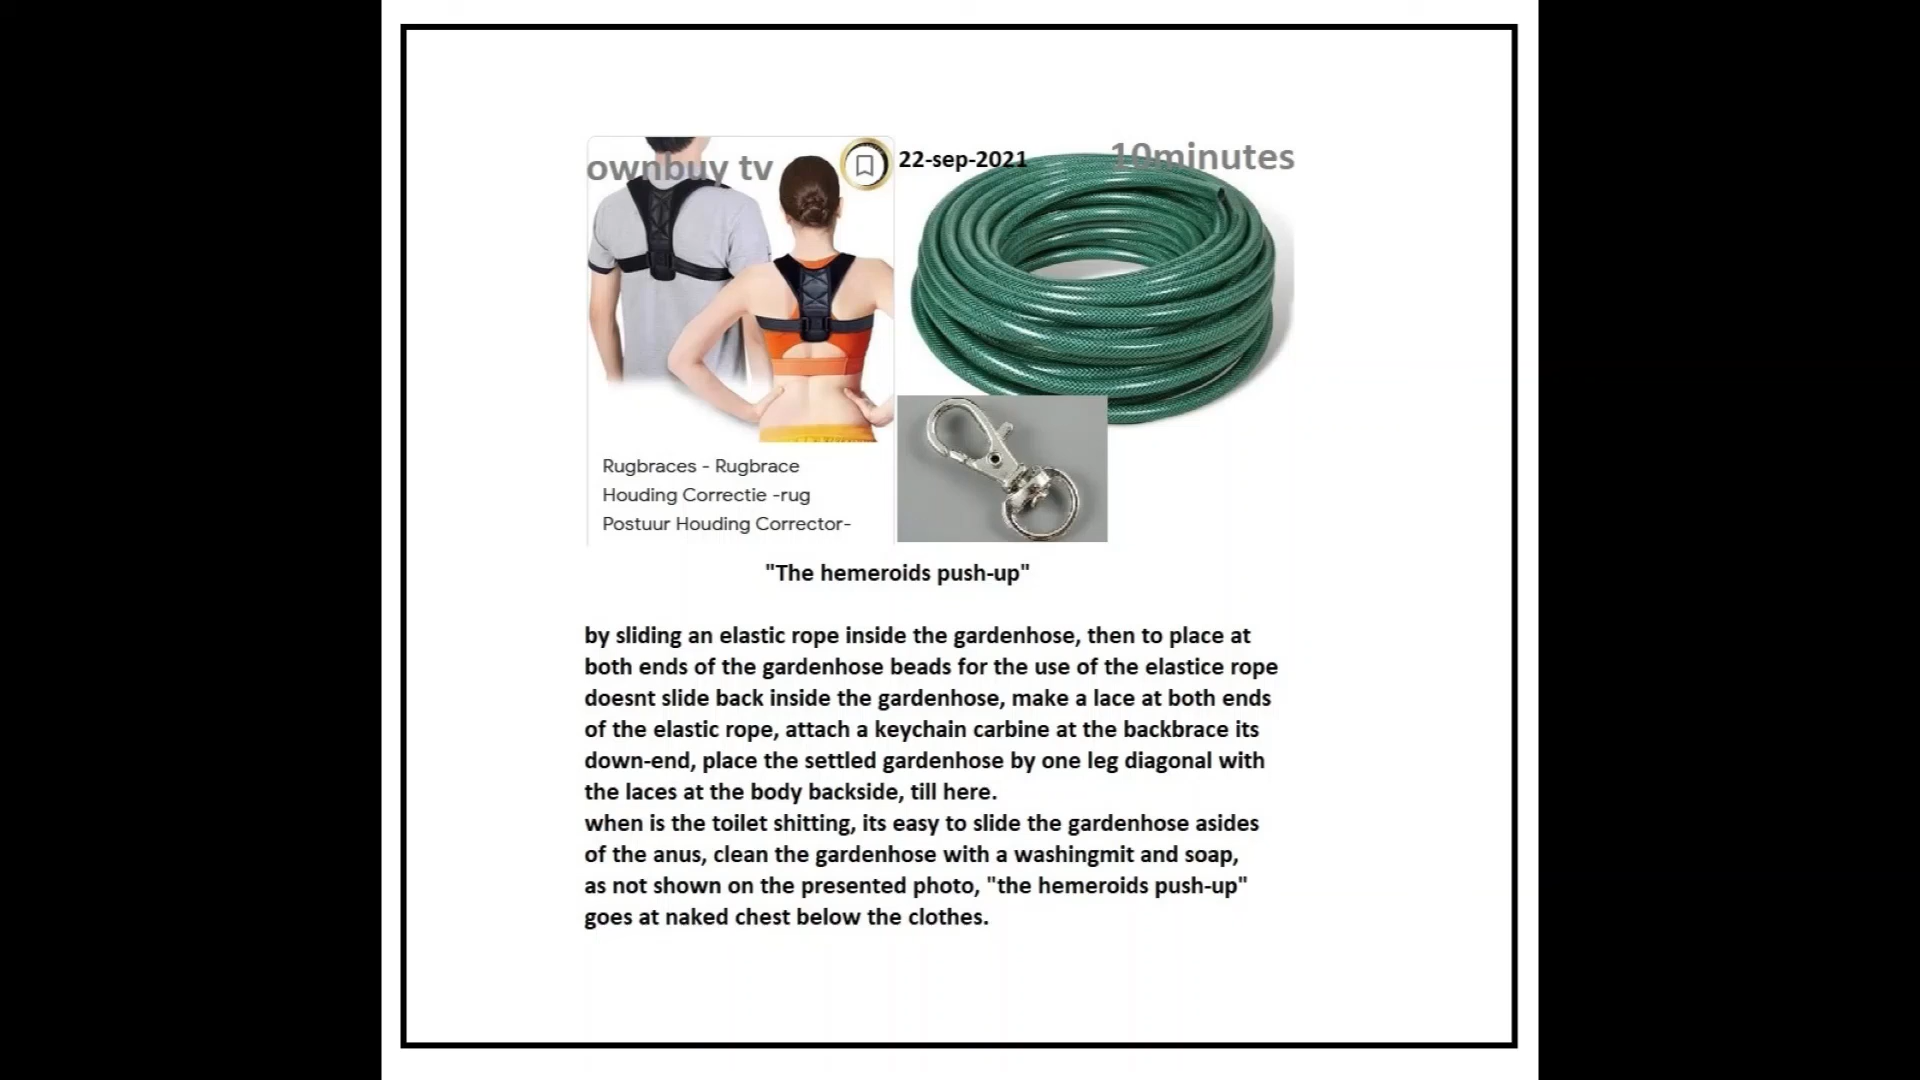 ownbuy tv
22-sep-2021
10minutes
Rugbraces - Rugbrace
Houding Correctie -rug
Postuur Houding Corrector-
"The hemeroids push-up"
by sliding an elastic rope inside the gardenhose, then to place at
both ends of the gardenhose beads for the use of the elastice rope
doesnt slide back inside the gardenhose, make a lace at both ends
of the elastic rope, attach a keychain carbine at the backbrace its
down-end, place the settled gardenhose by one leg diagonal with
the laces at the body backside, till here.
when is the toilet shitting, its easy to slide the gardenhose asides
of the anus, clean the gardenhose with a washingmit and soap,
as not shown on the presented photo, "the hemeroids push-up"
goes at naked chest below the clothes.